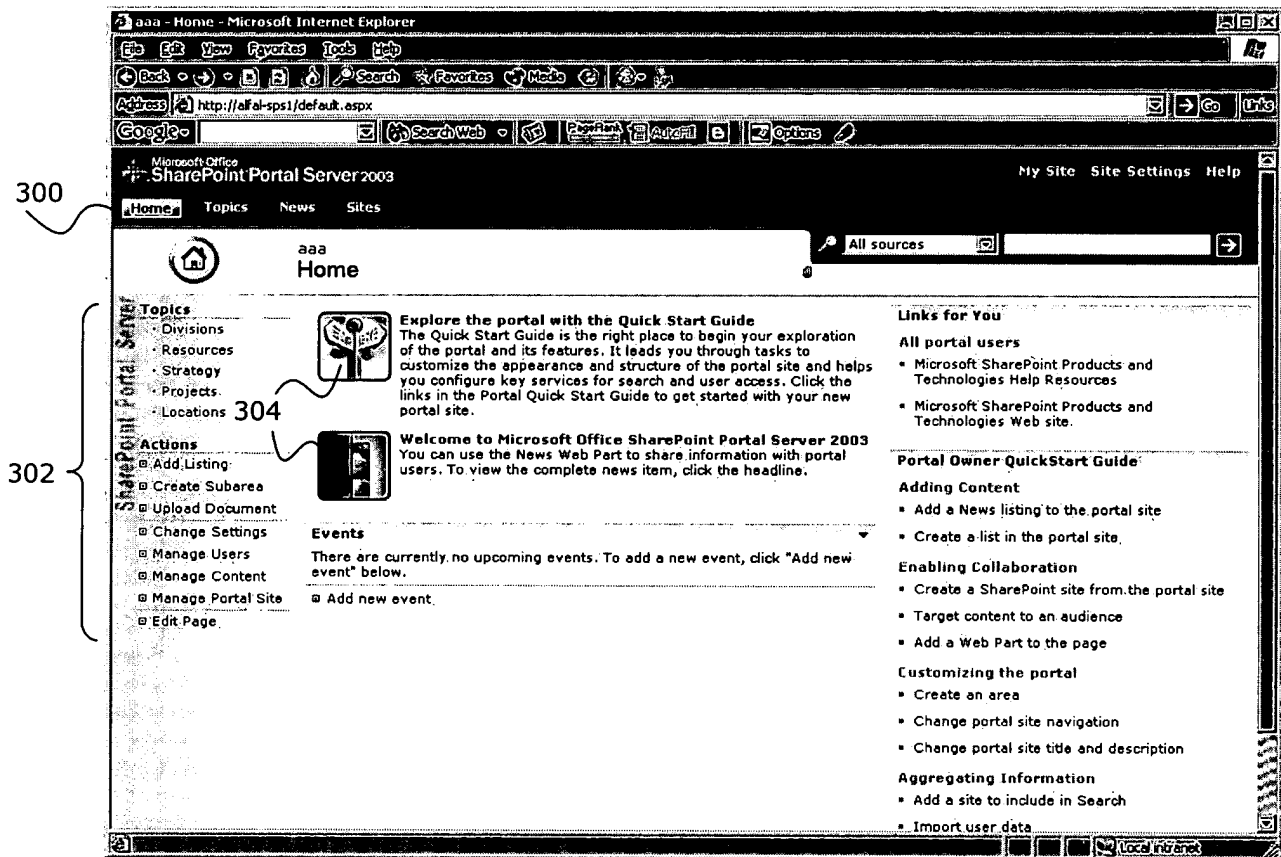 aaa - Home - Microsoft Internet Explorer
File Edit View Favorites Tools Help
Back Search Favorites Media
Address http://alfal-sps1/default.aspx Go Links
Google Search Web PageRank AutoFill Options
Microsoft Office
SharePoint Portal Server 2003
My Site Site Settings Help
300
Home Topics News Sites
All sources
aaa
Home
SharePoint Portal Server
302
Topics
Divisions
Resources
Strategy
Projects
Locations
Actions
Add Listing
Create Subarea
Upload Document
Change Settings
Manage Users
Manage Content
Manage Portal Site
Edit Page
304
Explore the portal with the Quick Start Guide
The Quick Start Guide is the right place to begin your exploration
of the portal and its features. It leads you through tasks to
customize the appearance and structure of the portal site and helps
you configure key services for search and user access. Click the
links in the Portal Quick Start Guide to get started with your new
portal site.
Welcome to Microsoft Office SharePoint Portal Server 2003
You can use the News Web Part to share information with portal
users. To view the complete news item, click the headline.
Events
There are currently no upcoming events. To add a new event, click "Add new
event" below.
Add new event
Links for You
All portal users
Microsoft SharePoint Products and
Technologies Help Resources
Microsoft SharePoint Products and
Technologies Web site.
Portal Owner QuickStart Guide
Adding Content
Add a News listing to the portal site
Create a list in the portal site
Enabling Collaboration
Create a SharePoint site from the portal site
Target content to an audience
Add a Web Part to the page
Customizing the portal
Create an area
Change portal site navigation
Change portal site title and description
Aggregating Information
Add a site to include in Search
Import user data
Local intranet